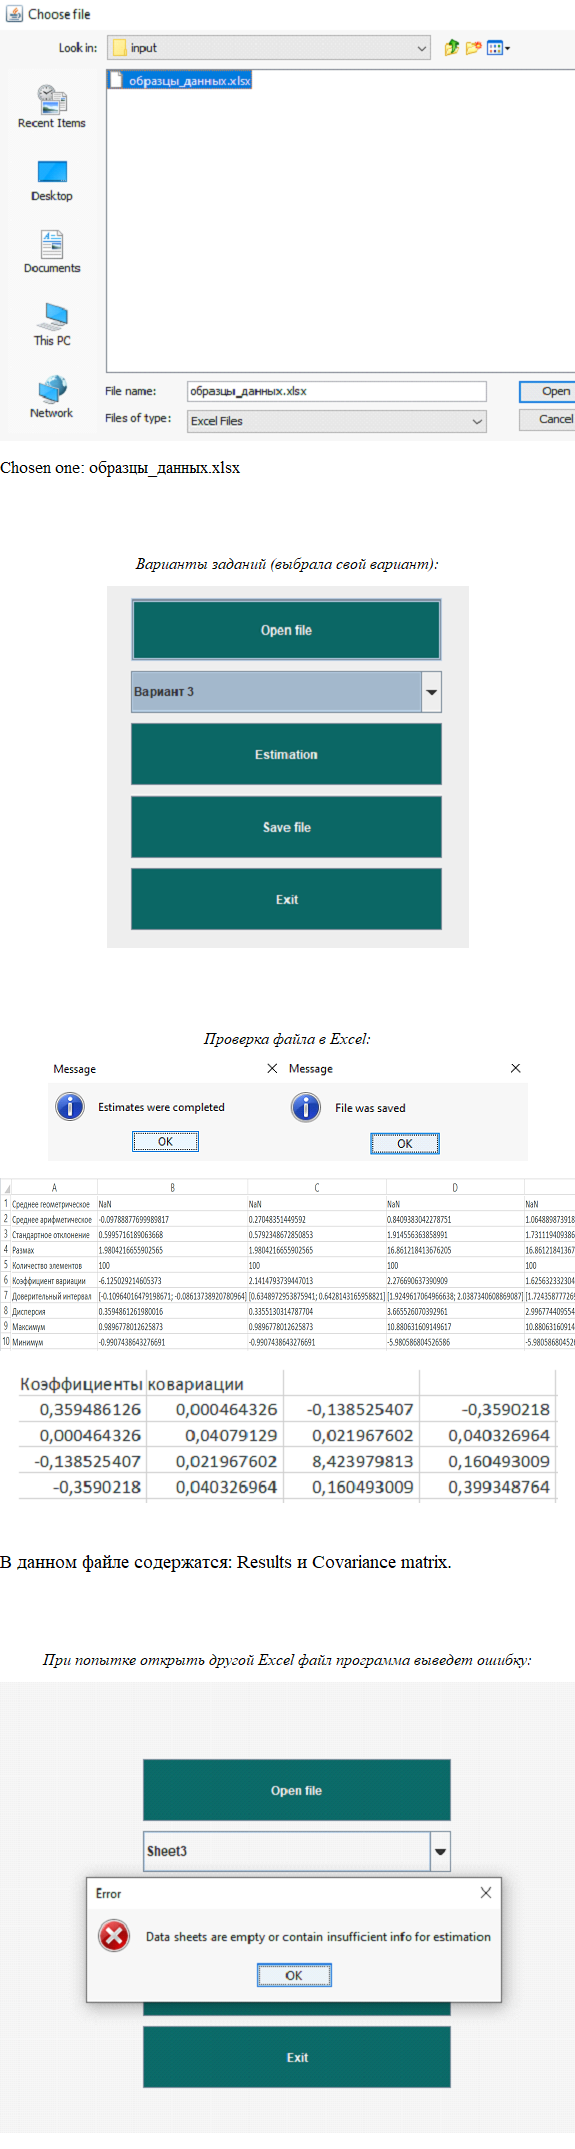 Choose file
Look in: input
образцы_данных.xlsx
Recent Items
Desktop
Documents
This PC
Network
File name: образцы_данных.xlsx
Open
Files of type: Excel Files
Cancel
Chosen one: образцы_данных.xlsx
Варианты заданий (выбрала свой вариант):
Open file
Вариант 3
Estimation
Save file
Exit
Проверка файла в Excel:
Message
Estimates were completed
OK
Message
File was saved
OK
A B C D
1 Среднее геометрическое NaN NaN NaN NaN
2 Среднее арифметическое -0.09788877699989817 0.27048351449592 0.8409383042278751 1.064889873918
3 Стандартное отклонение 0.5995716189063668 0.5792348672850853 1.914556363858991 1.731119409386
4 Размах 1.9804216655902565 1.9804216655902565 16.861218413676205 16.86121841367
5 Количество элементов 100 100 100 100
6 Коэффициент вариации -6.125029214605373 2.1414793739447013 2.276690637390909 1.625632332304
7 Доверительный интервал [-0.10964016479198671; -0.08613738920780964] [0.634897295387594 1; 0.6428143165958821] [1.9249617064966638; 2.0387340608869087] [1.724358777269
8 Дисперсия 0.3594861261980016 0.3355130314787704 3.665526070392961 2.996774409554
9 Максимум 0.9896778012625873 0.9896778012625873 10.880631609149617 10.88063160914
10 Минимум -0.9907438643276691 -0.9907438643276691 -5.980586804526586 -5.98058680452
Коэффициенты ковариации
0,359486126 0,000464326 -0,138525407 -0,3590218
0,000464326 0,04079129 0,021967602 0,040326964
-0,138525407 0,021967602 8,423979813 0,160493009
-0,3590218 0,040326964 0,160493009 0,399348764
В данном файле содержатся: Results и Covariance matrix.
При попытке открыть другой Excel файл программа выведет ошибку:
Open file
Sheet3
Error
Data sheets are empty or contain insufficient info for estimation
OK
Exit